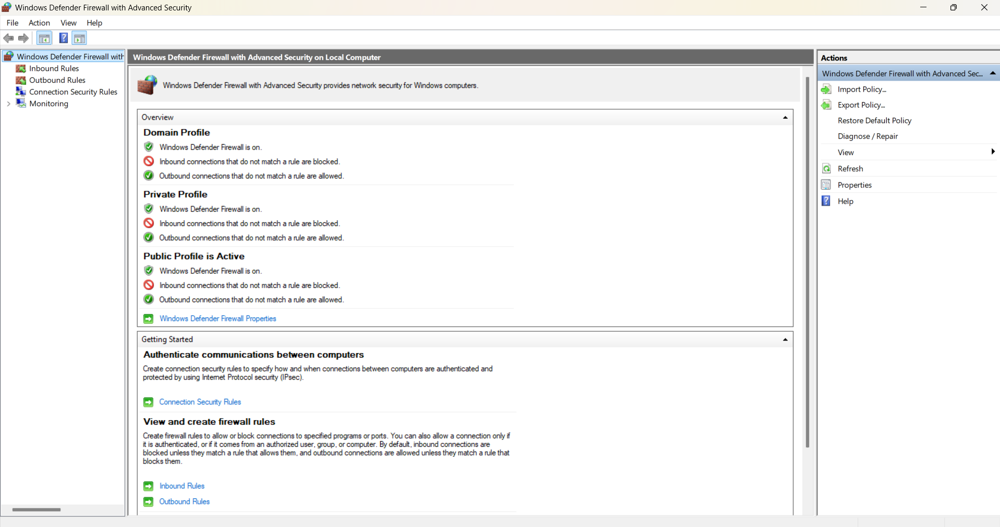 Windows Defender Firewall with Advanced Security
File Action View Help
Windows Defender Firewall with
Inbound Rules
Outbound Rules
Connection Security Rules
Monitoring
Windows Defender Firewall with Advanced Security on Local Computer
Windows Defender Firewall with Advanced Security provides network security for Windows computers.
Overview
Domain Profile
Windows Defender Firewall is on.
Inbound connections that do not match a rule are blocked.
Outbound connections that do not match a rule are allowed.
Private Profile
Windows Defender Firewall is on.
Inbound connections that do not match a rule are blocked.
Outbound connections that do not match a rule are allowed.
Public Profile is Active
Windows Defender Firewall is on.
Inbound connections that do not match a rule are blocked.
Outbound connections that do not match a rule are allowed.
Windows Defender Firewall Properties
Getting Started
Authenticate communications between computers
Create connection security rules to specify how and when connections between computers are authenticated and
protected by using Internet Protocol security (IPsec).
Connection Security Rules
View and create firewall rules
Create firewall rules to allow or block connections to specified programs or ports. You can also allow a connection only if
it is authenticated, or if it comes from an authorized user, group, or computer. By default, inbound connections are
blocked unless they match a rule that allows them, and outbound connections are allowed unless they match a rule that
blocks them.
Inbound Rules
Outbound Rules
Actions
Windows Defender Firewall with Advanced Sec...
Import Policy...
Export Policy...
Restore Default Policy
Diagnose / Repair
View
Refresh
Properties
Help